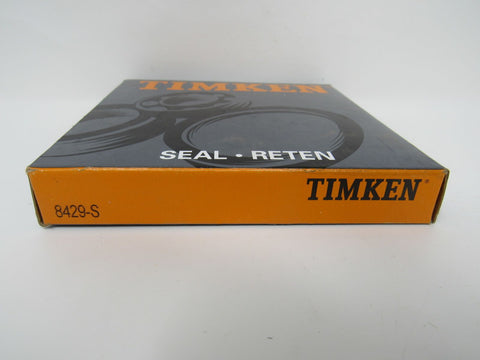 TIMKEN
SEAL • RETEN
TIMKEN®
8429-S